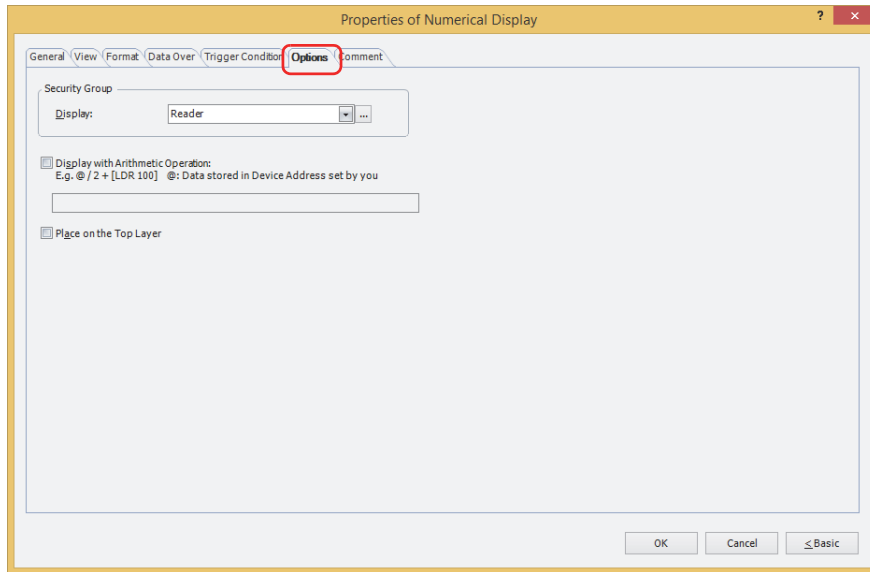 Properties of Numerical Display
? ×
General View Format Data Over Trigger Condition Options Comment
Security Group
Display: Reader ...
Display with Arithmetic Operation:
E.g. @ / 2 + [LDR 100] @: Data stored in Device Address set by you
Place on the Top Layer
OK Cancel < Basic